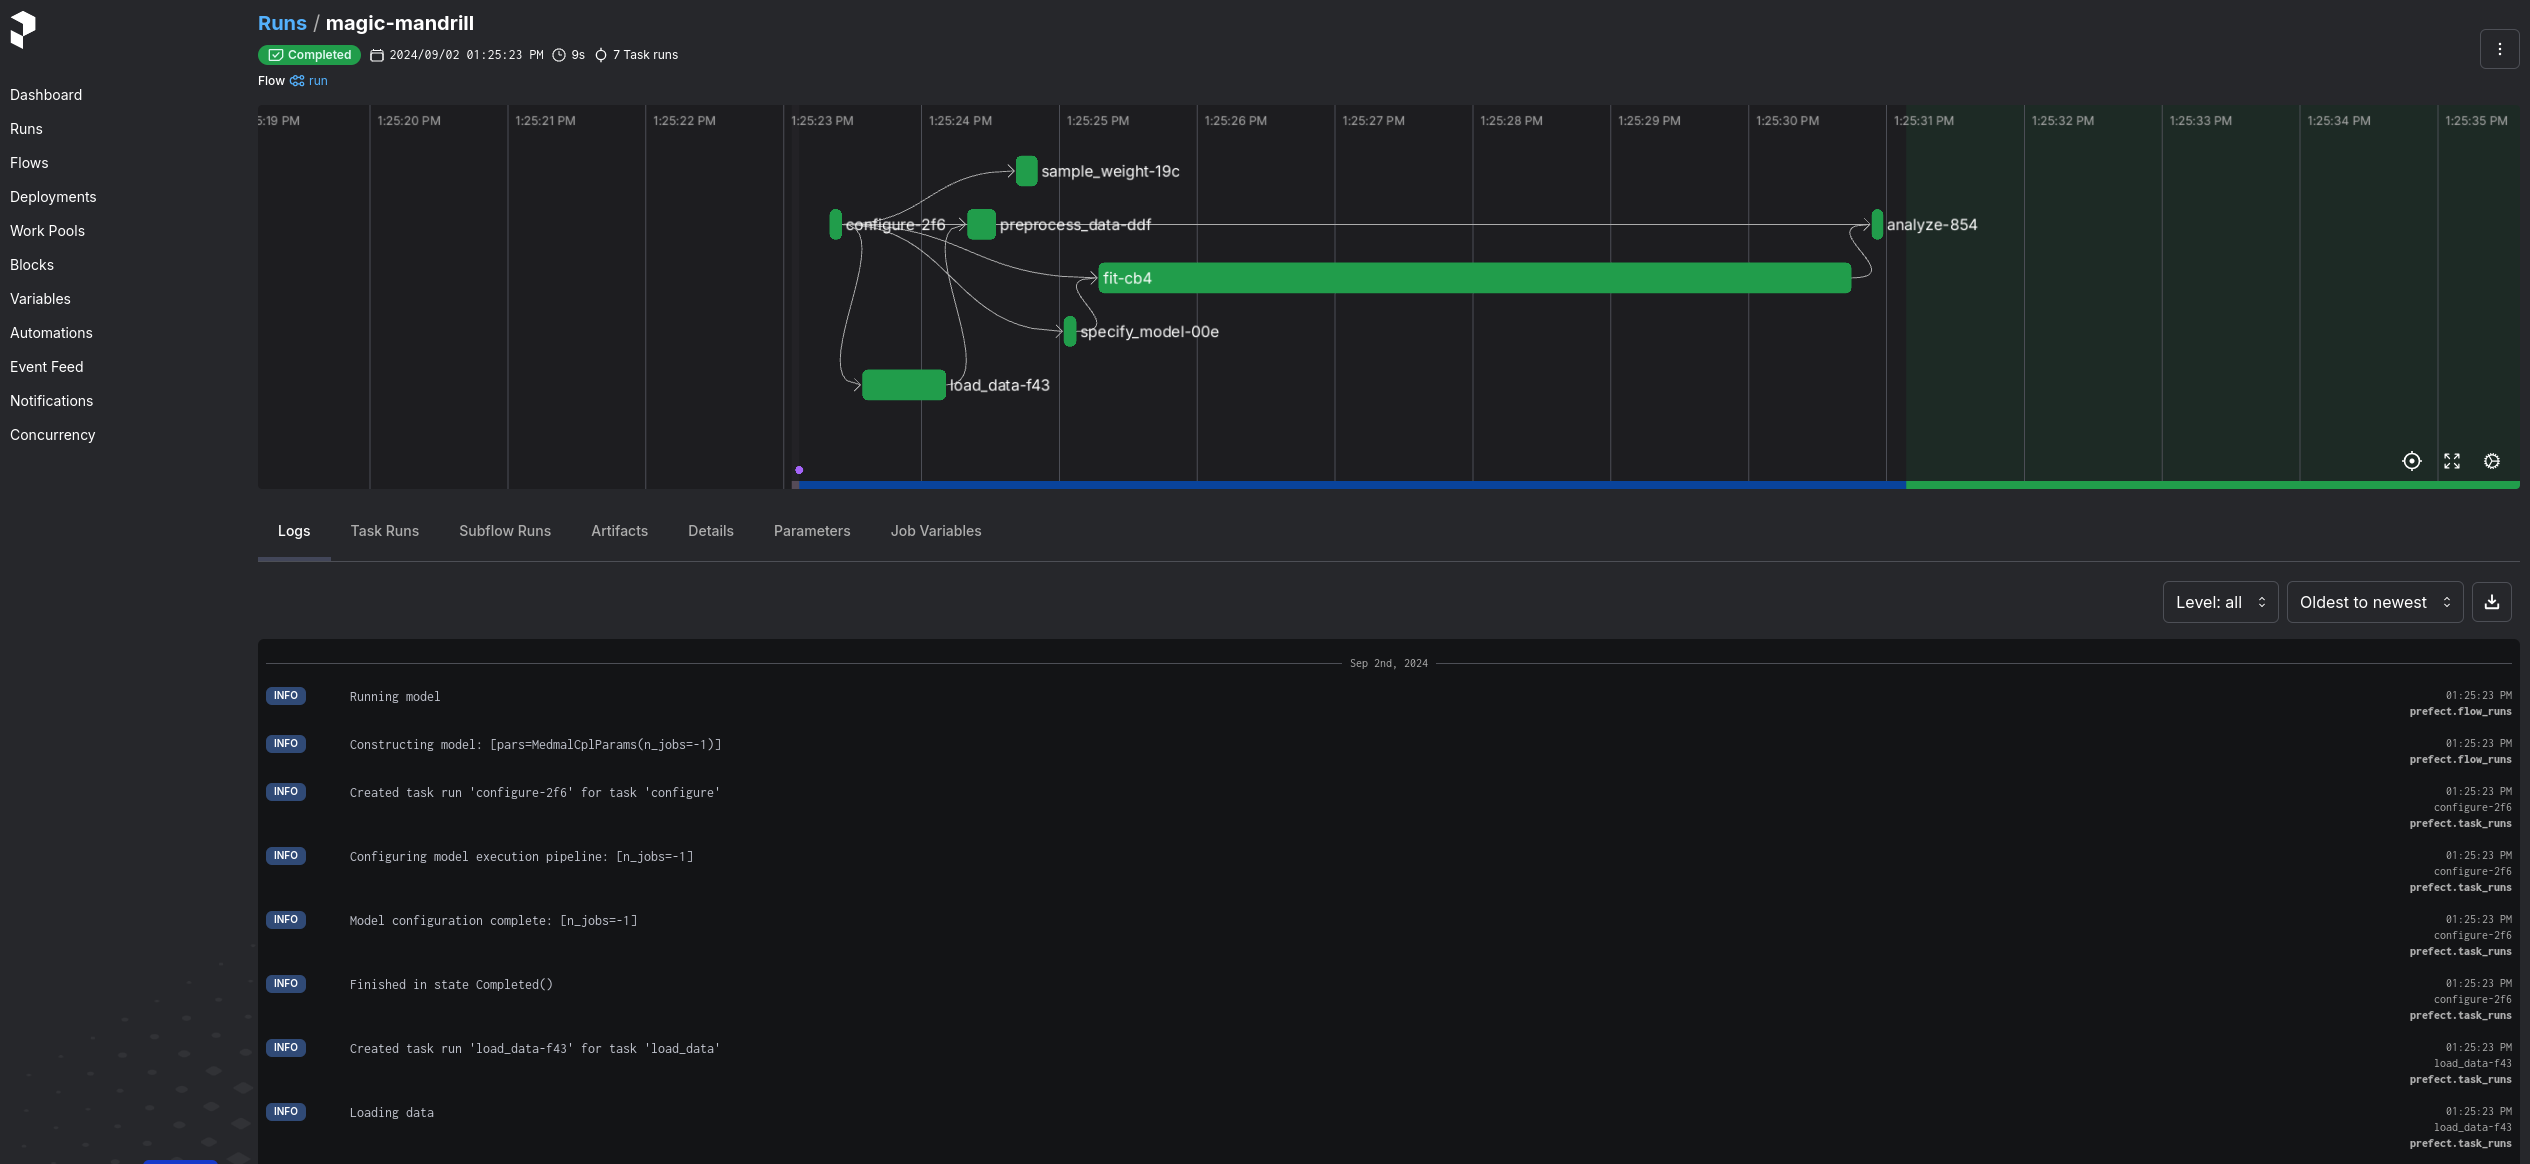 Runs / magic-mandrill
Completed 2024/09/02 01:25:23 PM 9s 7 Task runs
Flow run
Dashboard
Runs
Flows
Deployments
Work Pools
Blocks
Variables
Automations
Event Feed
Notifications
Concurrency
5:19 PM 1:25:20 PM 1:25:21 PM 1:25:22 PM 1:25:23 PM 1:25:24 PM 1:25:25 PM 1:25:26 PM 1:25:27 PM 1:25:28 PM 1:25:29 PM 1:25:30 PM 1:25:31 PM 1:25:32 PM 1:25:33 PM 1:25:34 PM 1:25:35 PM
sample_weight-19c
configure-2f6 preprocess_data-ddf analyze-854
fit-cb4
specify_model-00e
load_data-f43
Logs Task Runs Subflow Runs Artifacts Details Parameters Job Variables
Level: all Oldest to newest
Sep 2nd, 2024
INFO Running model 01:25:23 PM
prefect.flow_runs
INFO Constructing model: [pars=MedmalCplParams(n_jobs=-1)] 01:25:23 PM
prefect.flow_runs
INFO Created task run 'configure-2f6' for task 'configure' 01:25:23 PM
configure-2f6
prefect.task_runs
INFO Configuring model execution pipeline: [n_jobs=-1] 01:25:23 PM
configure-2f6
prefect.task_runs
INFO Model configuration complete: [n_jobs=-1] 01:25:23 PM
configure-2f6
prefect.task_runs
INFO Finished in state Completed() 01:25:23 PM
configure-2f6
prefect.task_runs
INFO Created task run 'load_data-f43' for task 'load_data' 01:25:23 PM
load_data-f43
prefect.task_runs
INFO Loading data 01:25:23 PM
load_data-f43
prefect.task_runs